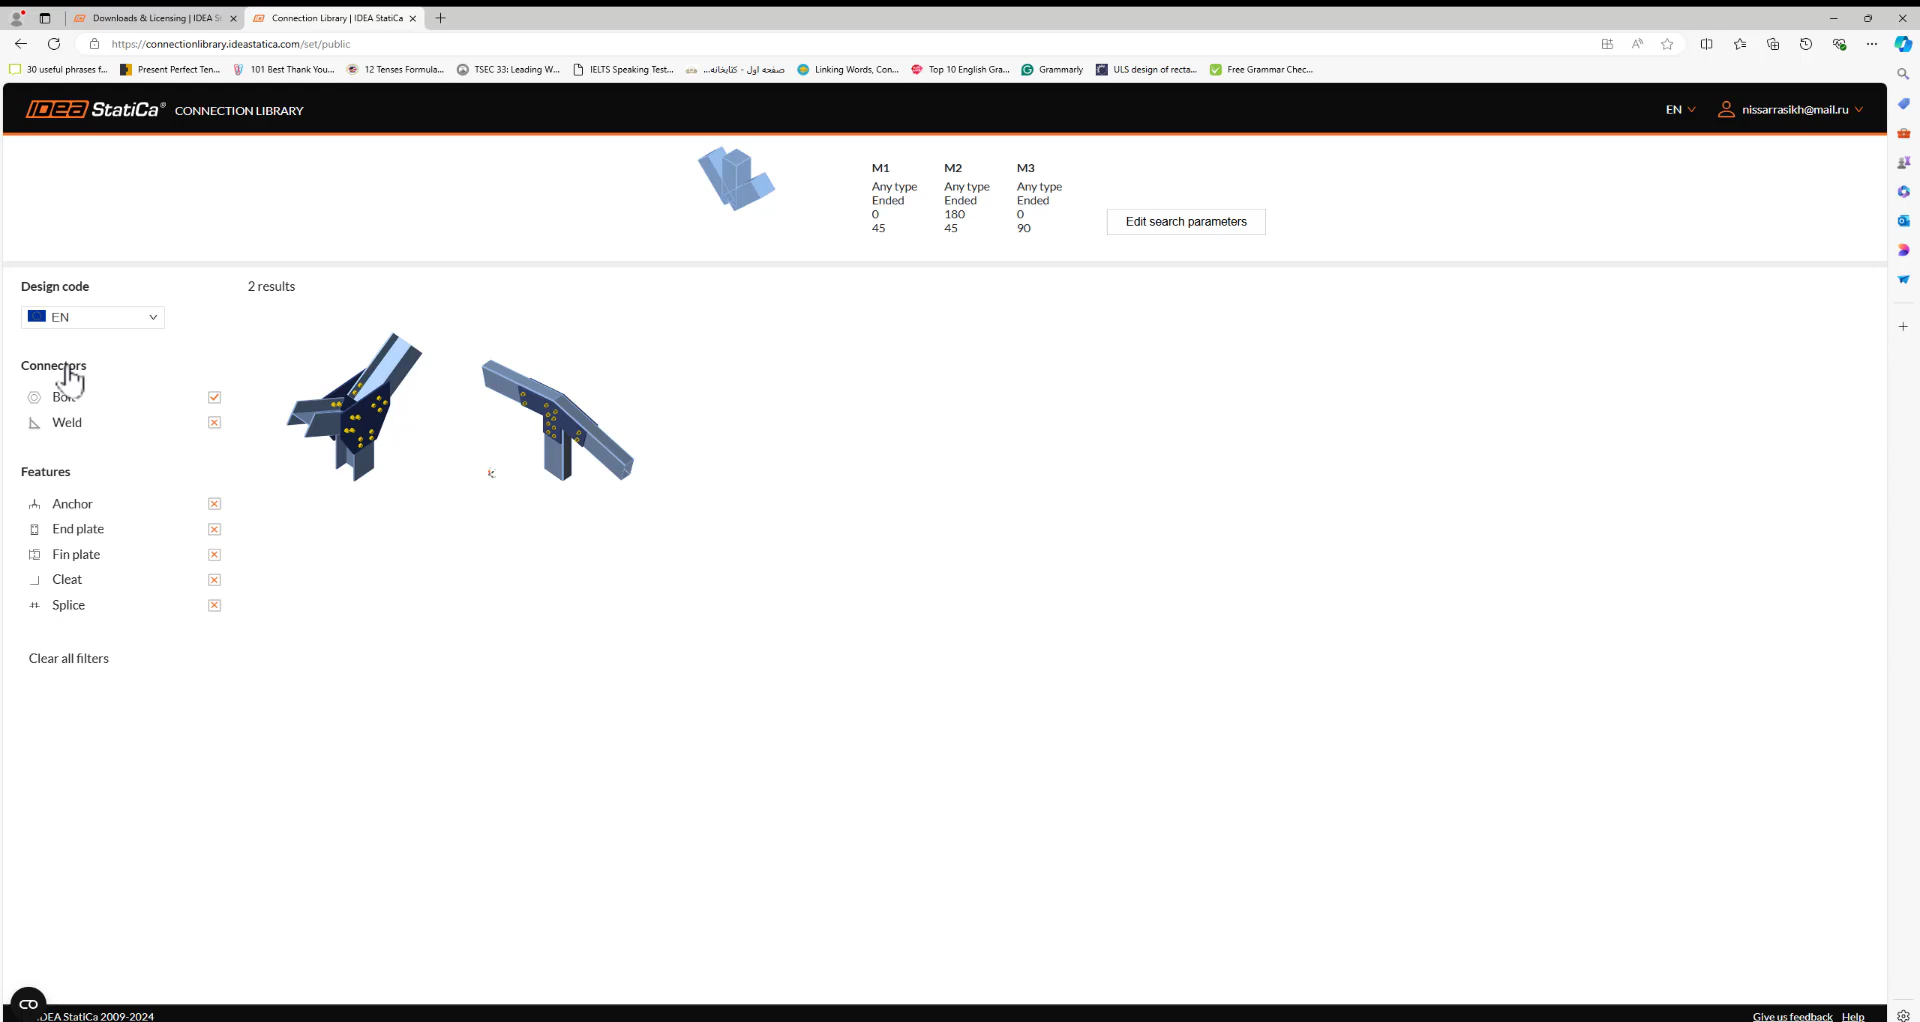 Downloads & Licensing | IDEA St
Connection Library | IDEA StatiCa
https://connectionlibrary.ideastatica.com/set/public
30 useful phrases f...
Present Perfect Ten...
101 Best Thank You...
12 Tenses Formula...
TSEC 33: Leading W...
IELTS Speaking Test...
صفحه اول - کتابخانه...
Linking Words, Con...
Top 10 English Gra...
Grammarly
ULS design of recta...
Free Grammar Chec...
IDEA StatiCa® CONNECTION LIBRARY
EN
nissarrasikh@mail.ru
M1 M2 M3
Any type Any type Any type
Ended Ended Ended
0 180 0
45 45 90
Edit search parameters
Design code
2 results
EN
Connectors
Weld
Features
Anchor
End plate
Fin plate
Cleat
Splice
Clear all filters
IDEA StatiCa 2009-2024
Give us feedback Help